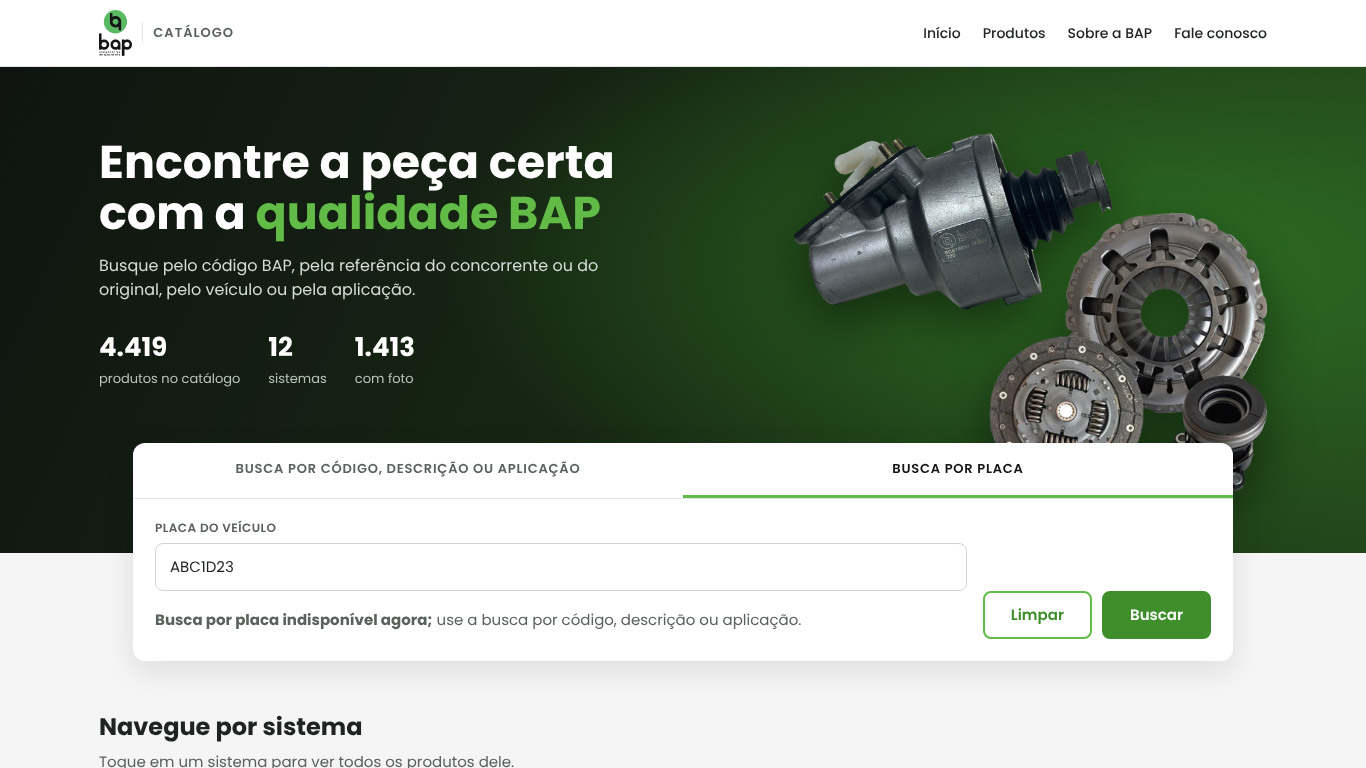 bap
CATÁLOGO
Início
Produtos
Sobre a BAP
Fale conosco
Encontre a peça certa
com a qualidade BAP
Busque pelo código BAP, pela referência do concorrente ou do
original, pelo veículo ou pela aplicação.
4.419
produtos no catálogo
12
sistemas
1.413
com foto
bap
BUSCA POR CÓDIGO, DESCRIÇÃO OU APLICAÇÃO
BUSCA POR PLACA
PLACA DO VEÍCULO
ABC1D23
Busca por placa indisponível agora; use a busca por código, descrição ou aplicação.
Limpar
Buscar
Navegue por sistema
Toque em um sistema para ver todos os produtos dele.